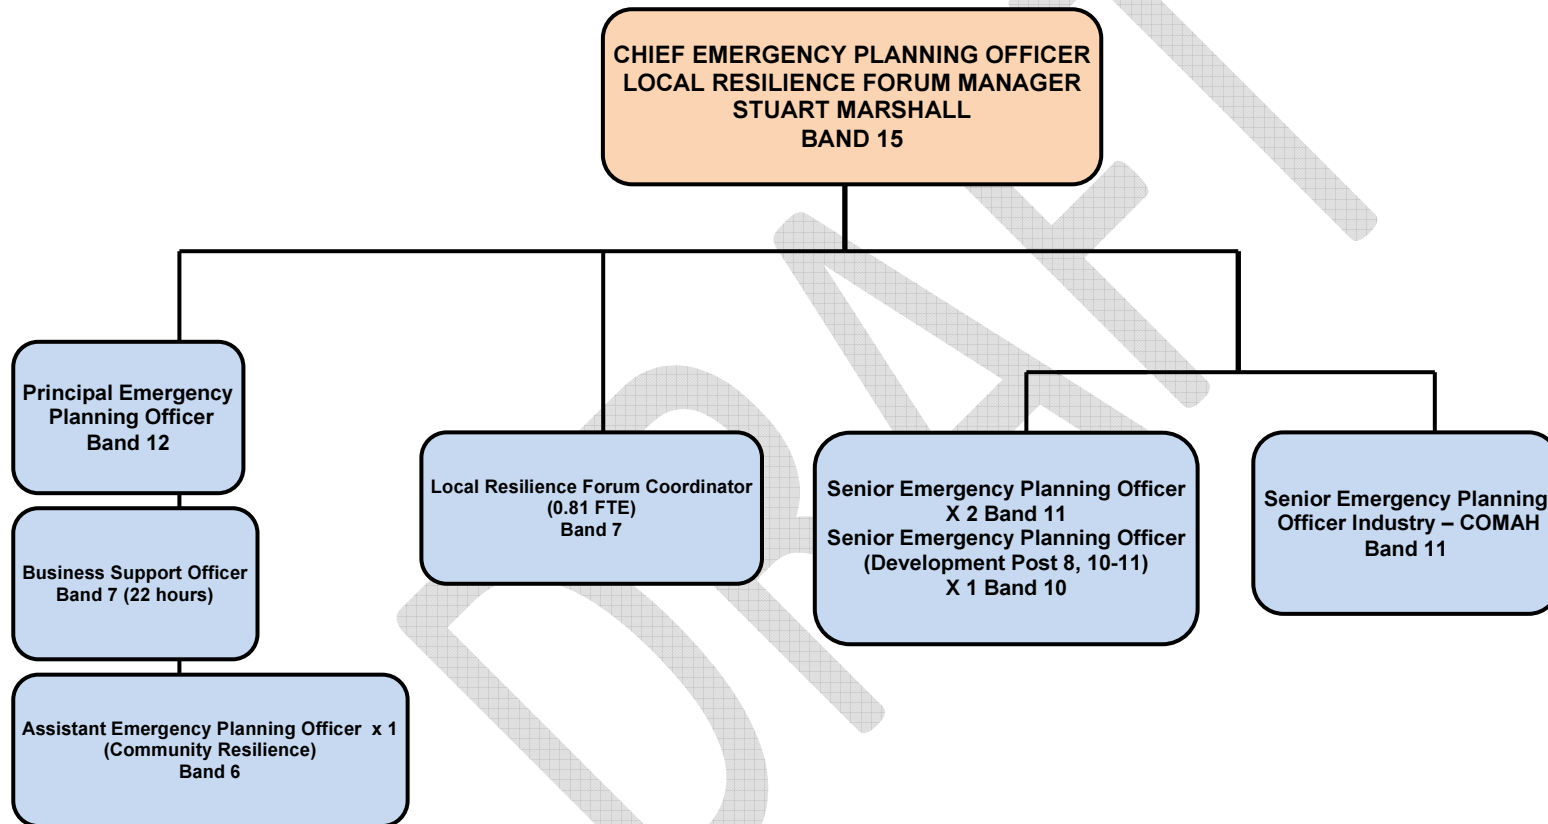 CHIEF EMERGENCY PLANNING OFFICER
LOCAL RESILIENCE FORUM MANAGER
STUART MARSHALL
BAND 15
Principal Emergency
Planning Officer
Band 12
Business Support Officer
Band 7 (22 hours)
Assistant Emergency Planning Officer x 1
(Community Resilience)
Band 6
Local Resilience Forum Coordinator
(0.81 FTE)
Band 7
Senior Emergency Planning Officer
X 2 Band 11
Senior Emergency Planning Officer
(Development Post 8, 10-11)
X 1 Band 10
Senior Emergency Planning
Officer Industry – COMAH
Band 11
DRAFT